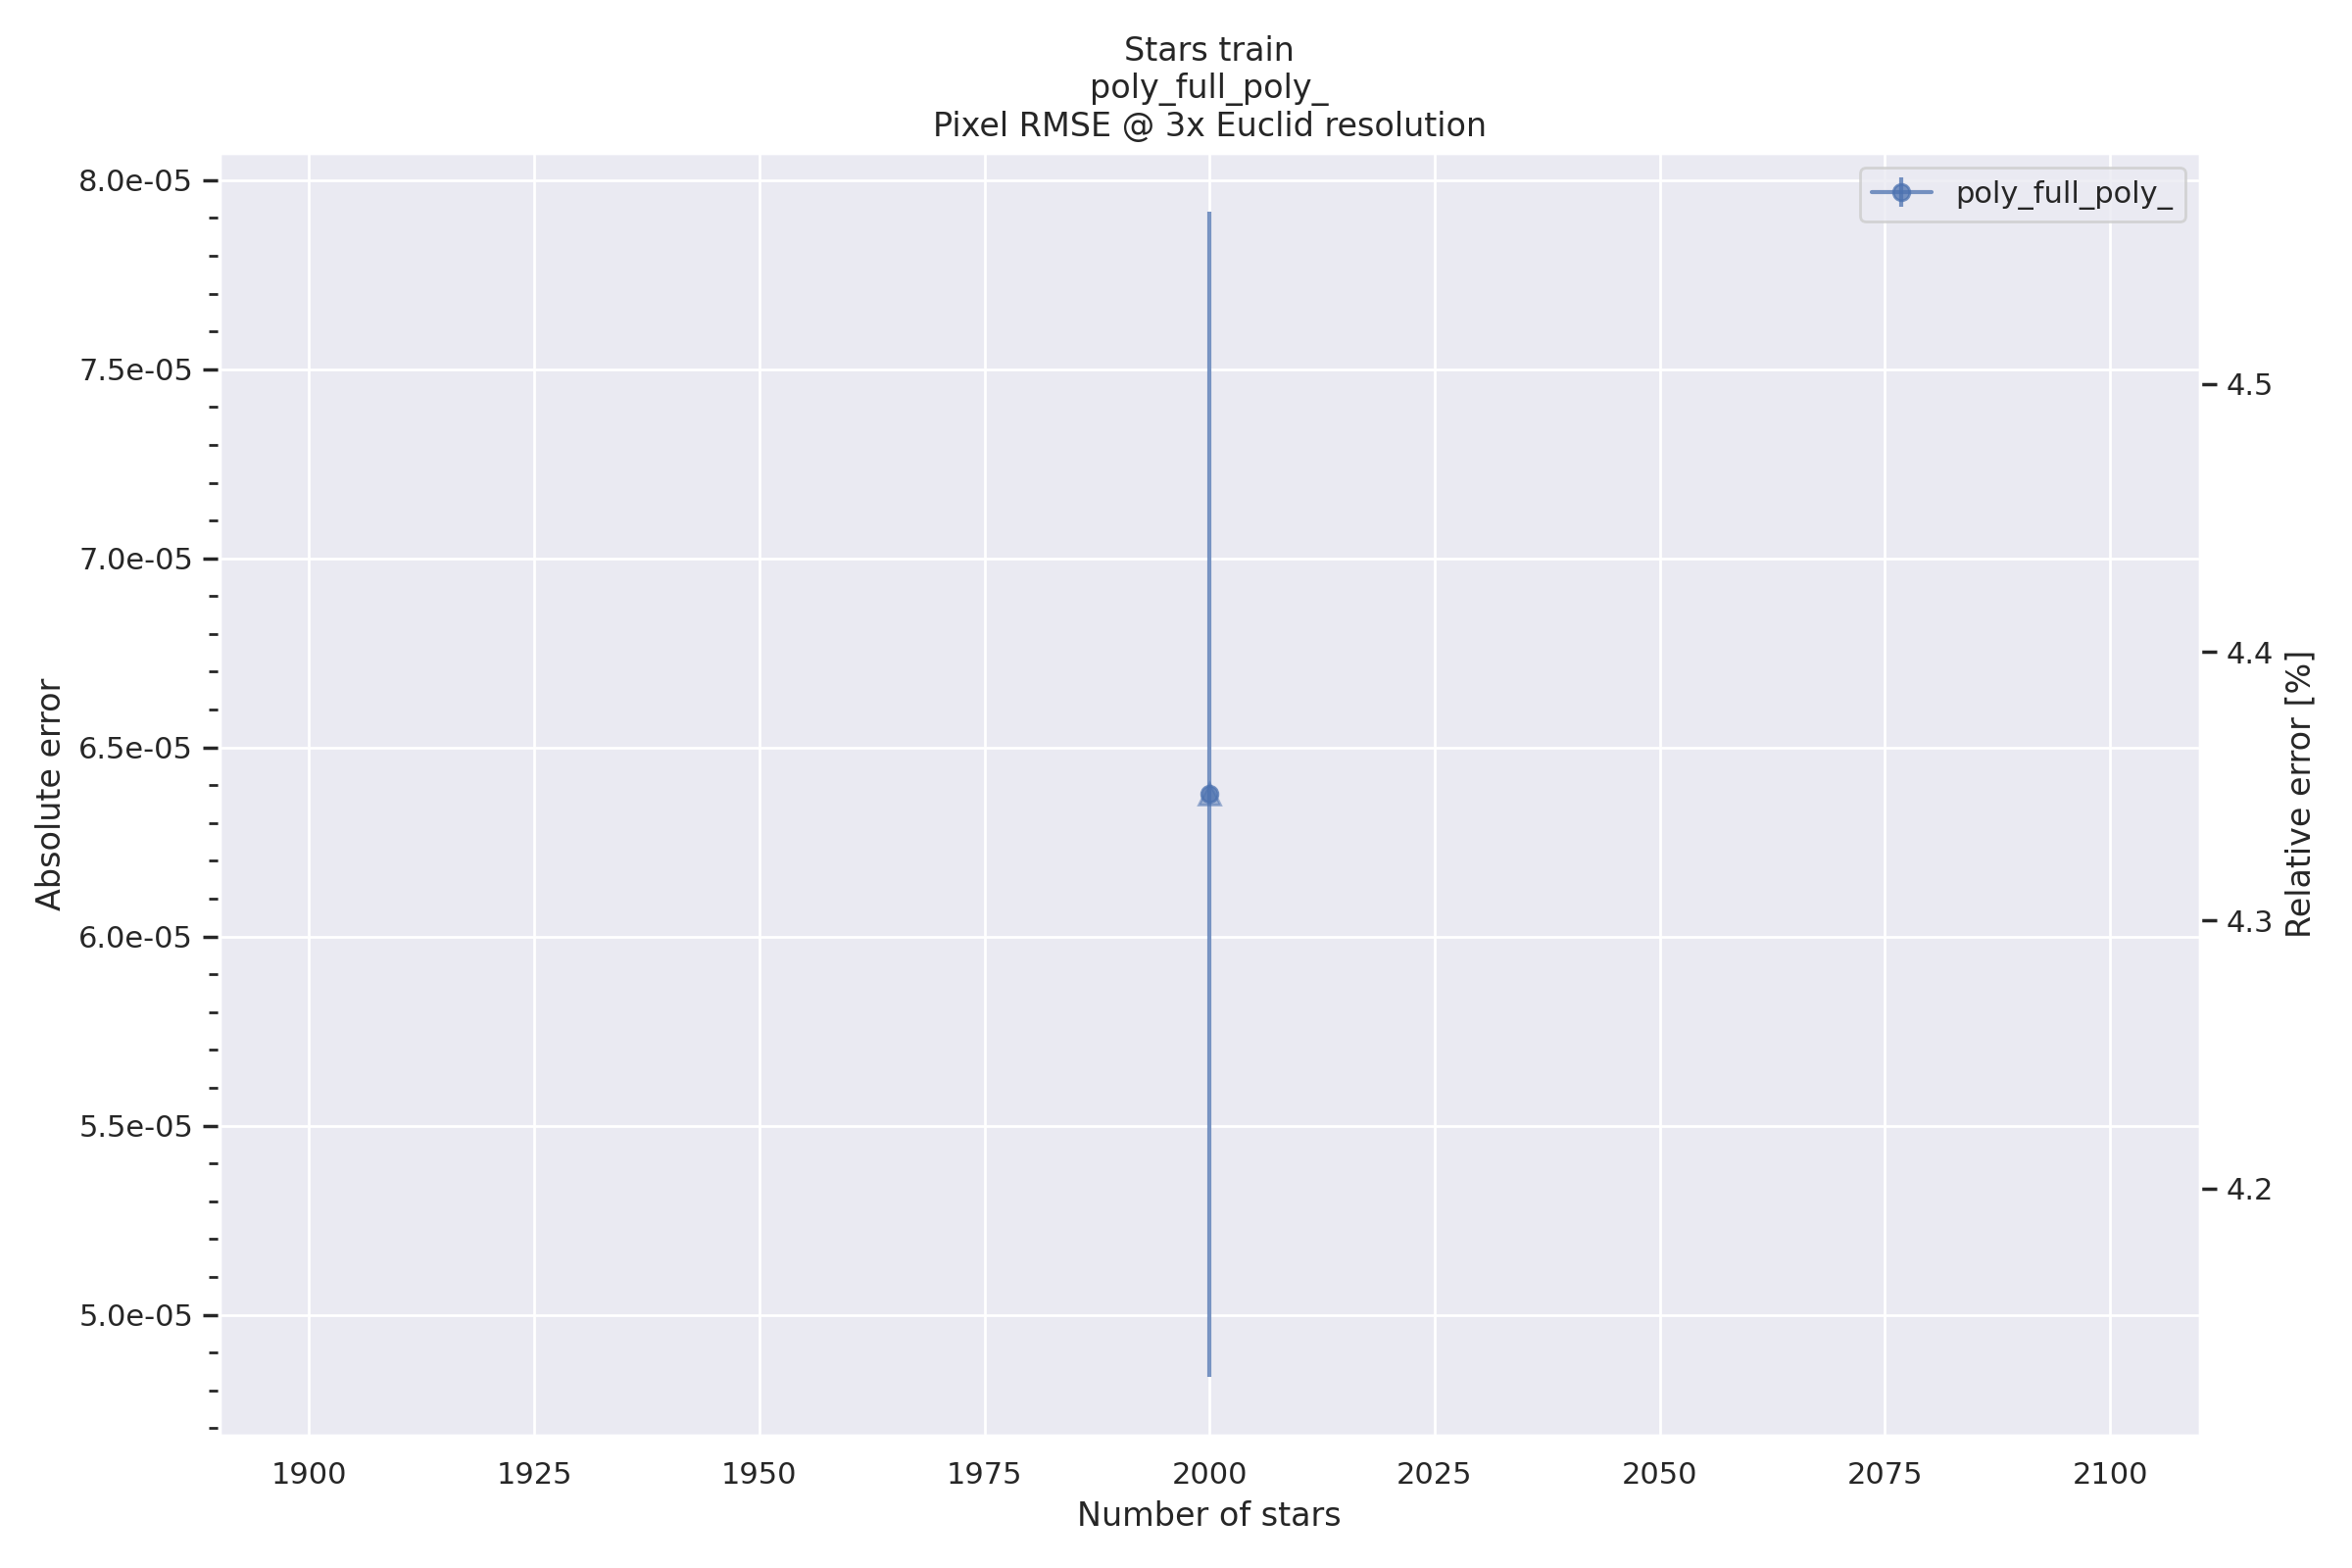 Stars train
poly_full_poly_
Pixel RMSE @ 3x Euclid resolution
poly_full_poly_
8.0e-05
7.5e-05
7.0e-05
6.5e-05
6.0e-05
5.5e-05
5.0e-05
Absolute error
4.5
4.4
4.3
4.2
Relative error [%]
1900 1925 1950 1975 2000 2025 2050 2075 2100
Number of stars